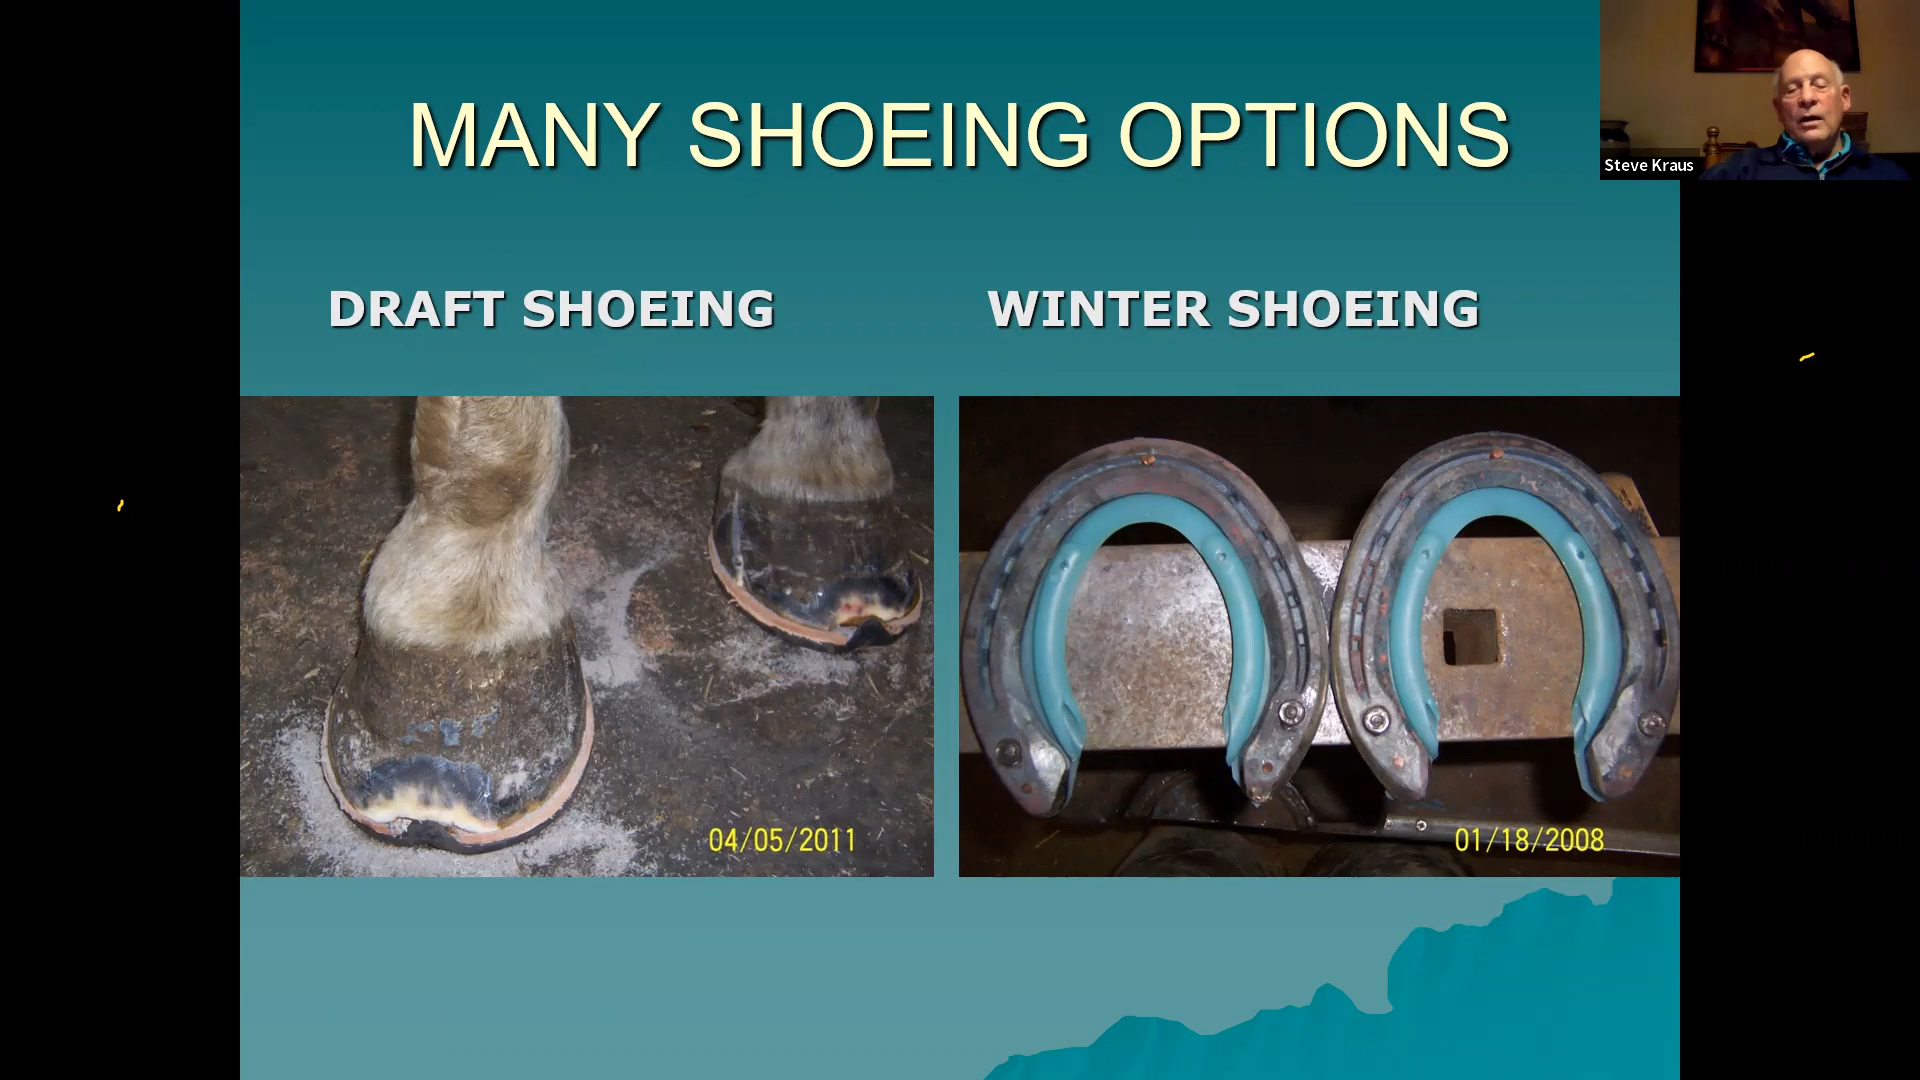 MANY SHOEING OPTIONS
Steve Kraus
DRAFT SHOEING
WINTER SHOEING
04/05/2011
01/18/2008